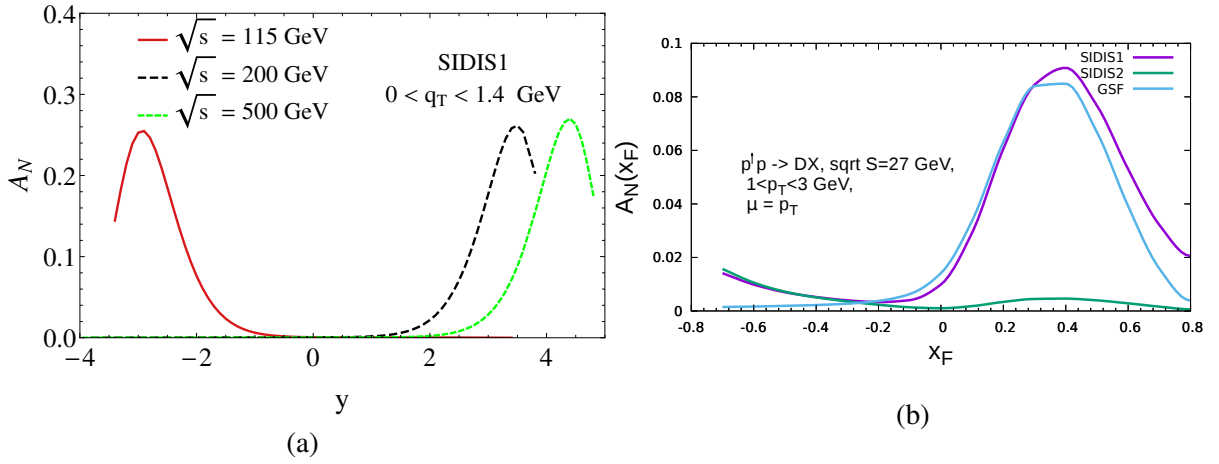 0.4
0.3
0.2
0.1
0.0
A_N
√s = 115 GeV
√s = 200 GeV
√s = 500 GeV
SIDIS1
0 < q_T < 1.4 GeV
−4 −2 0 2 4
y
(a)
0.1
0.08
0.06
0.04
0.02
0
A_N(x_F)
SIDIS1
SIDIS2
GSF
p↑p -> DX, sqrt S=27 GeV,
1<p_T<3 GeV,
μ = p_T
-0.8 -0.6 -0.4 -0.2 0 0.2 0.4 0.6 0.8
x_F
(b)